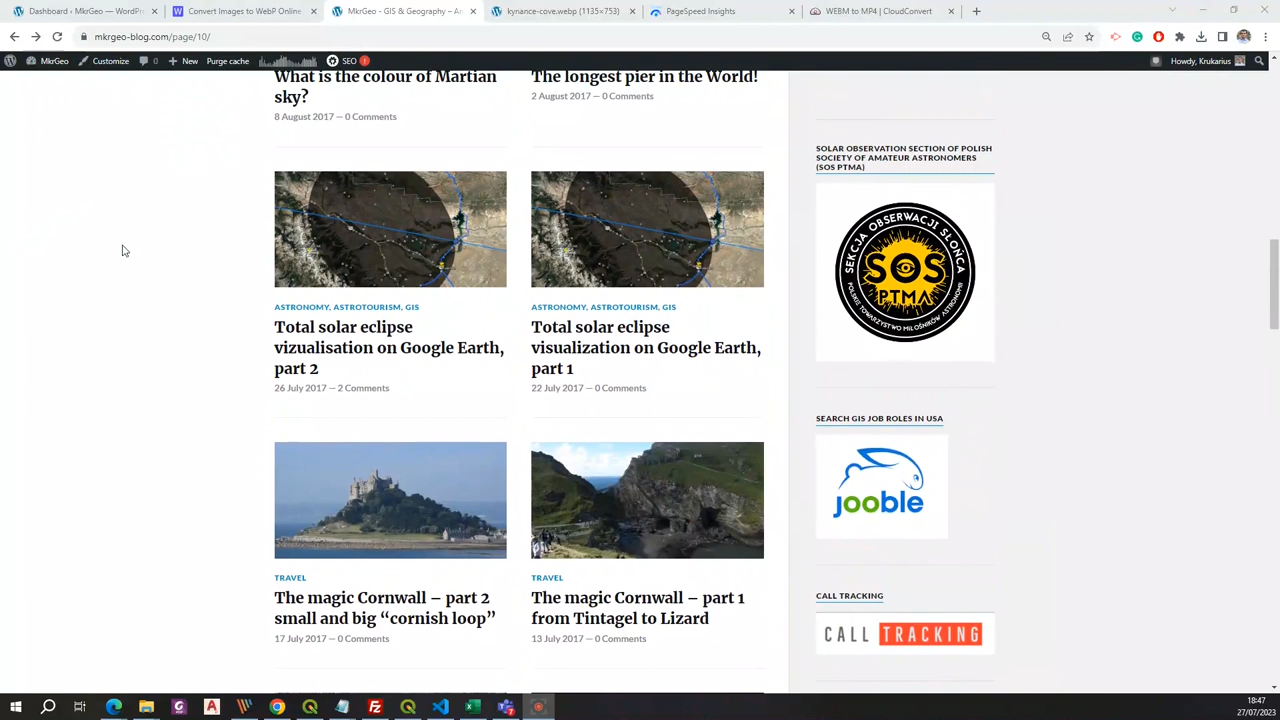 Dashboard ‹ MkrGeo — WordPr
Convert Images to WebP Online
MkrGeo - GIS & Geography – Ar
kynance-cove.webp (1135×753)
PageSpeed Insights
WEBM to MP4 | CloudConvert
mkrgeo-blog.com/page/10/
MkrGeo
Customize
0
New
Purge cache
SEO
Howdy, Krukarius
What is the colour of Martian
sky?
8 August 2017 — 0 Comments
The longest pier in the World!
2 August 2017 — 0 Comments
ASTRONOMY, ASTROTOURISM, GIS
Total solar eclipse
vizualisation on Google Earth,
part 2
26 July 2017 — 2 Comments
ASTRONOMY, ASTROTOURISM, GIS
Total solar eclipse
visualization on Google Earth,
part 1
22 July 2017 — 0 Comments
TRAVEL
The magic Cornwall – part 2
small and big “cornish loop”
17 July 2017 — 0 Comments
TRAVEL
The magic Cornwall – part 1
from Tintagel to Lizard
13 July 2017 — 0 Comments
SOLAR OBSERVATION SECTION OF POLISH
SOCIETY OF AMATEUR ASTRONOMERS
(SOS PTMA)
SEKCJA OBSERWACJI SŁOŃCA
SOS
PTMA
POLSKIE TOWARZYSTWO MIŁOŚNIKÓW ASTRONOMII
SEARCH GIS JOB ROLES IN USA
jooble
CALL TRACKING
CALL TRACKING
18:47
27/07/2023